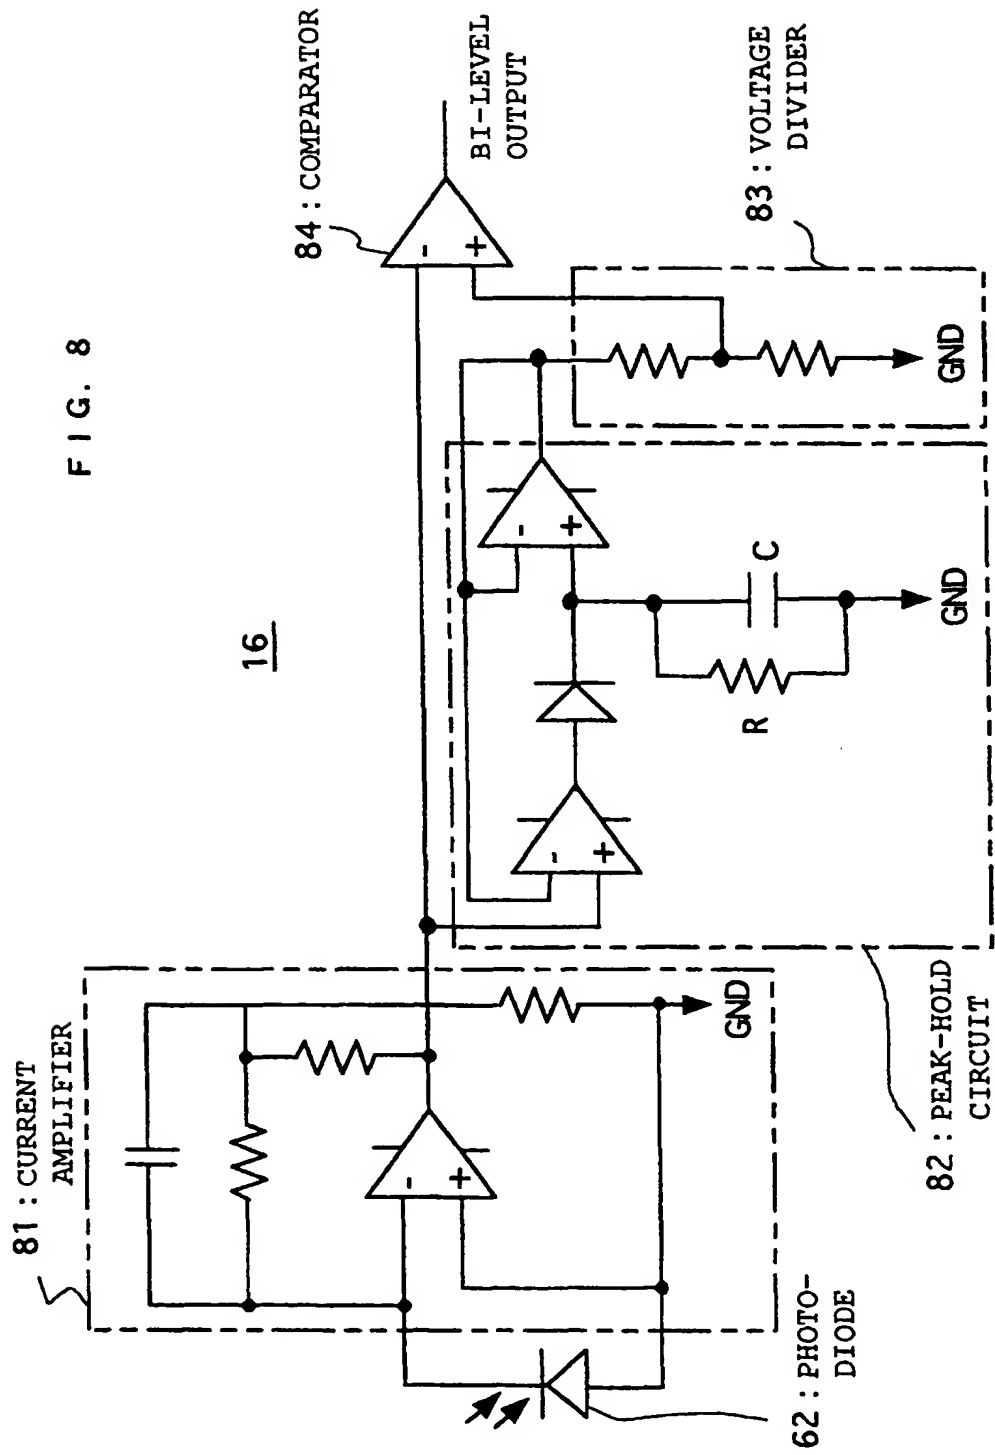 FIG. 8
16
81:CURRENT
AMPLIFIER
84:COMPARATOR
BI-LEVEL
OUTPUT
83:VOLTAGE
DIVIDER
82:PEAK-HOLD
CIRCUIT
62:PHOTO-
DIODE
-
+
GND
-
+
-
+
R
C
GND
-
+
GND